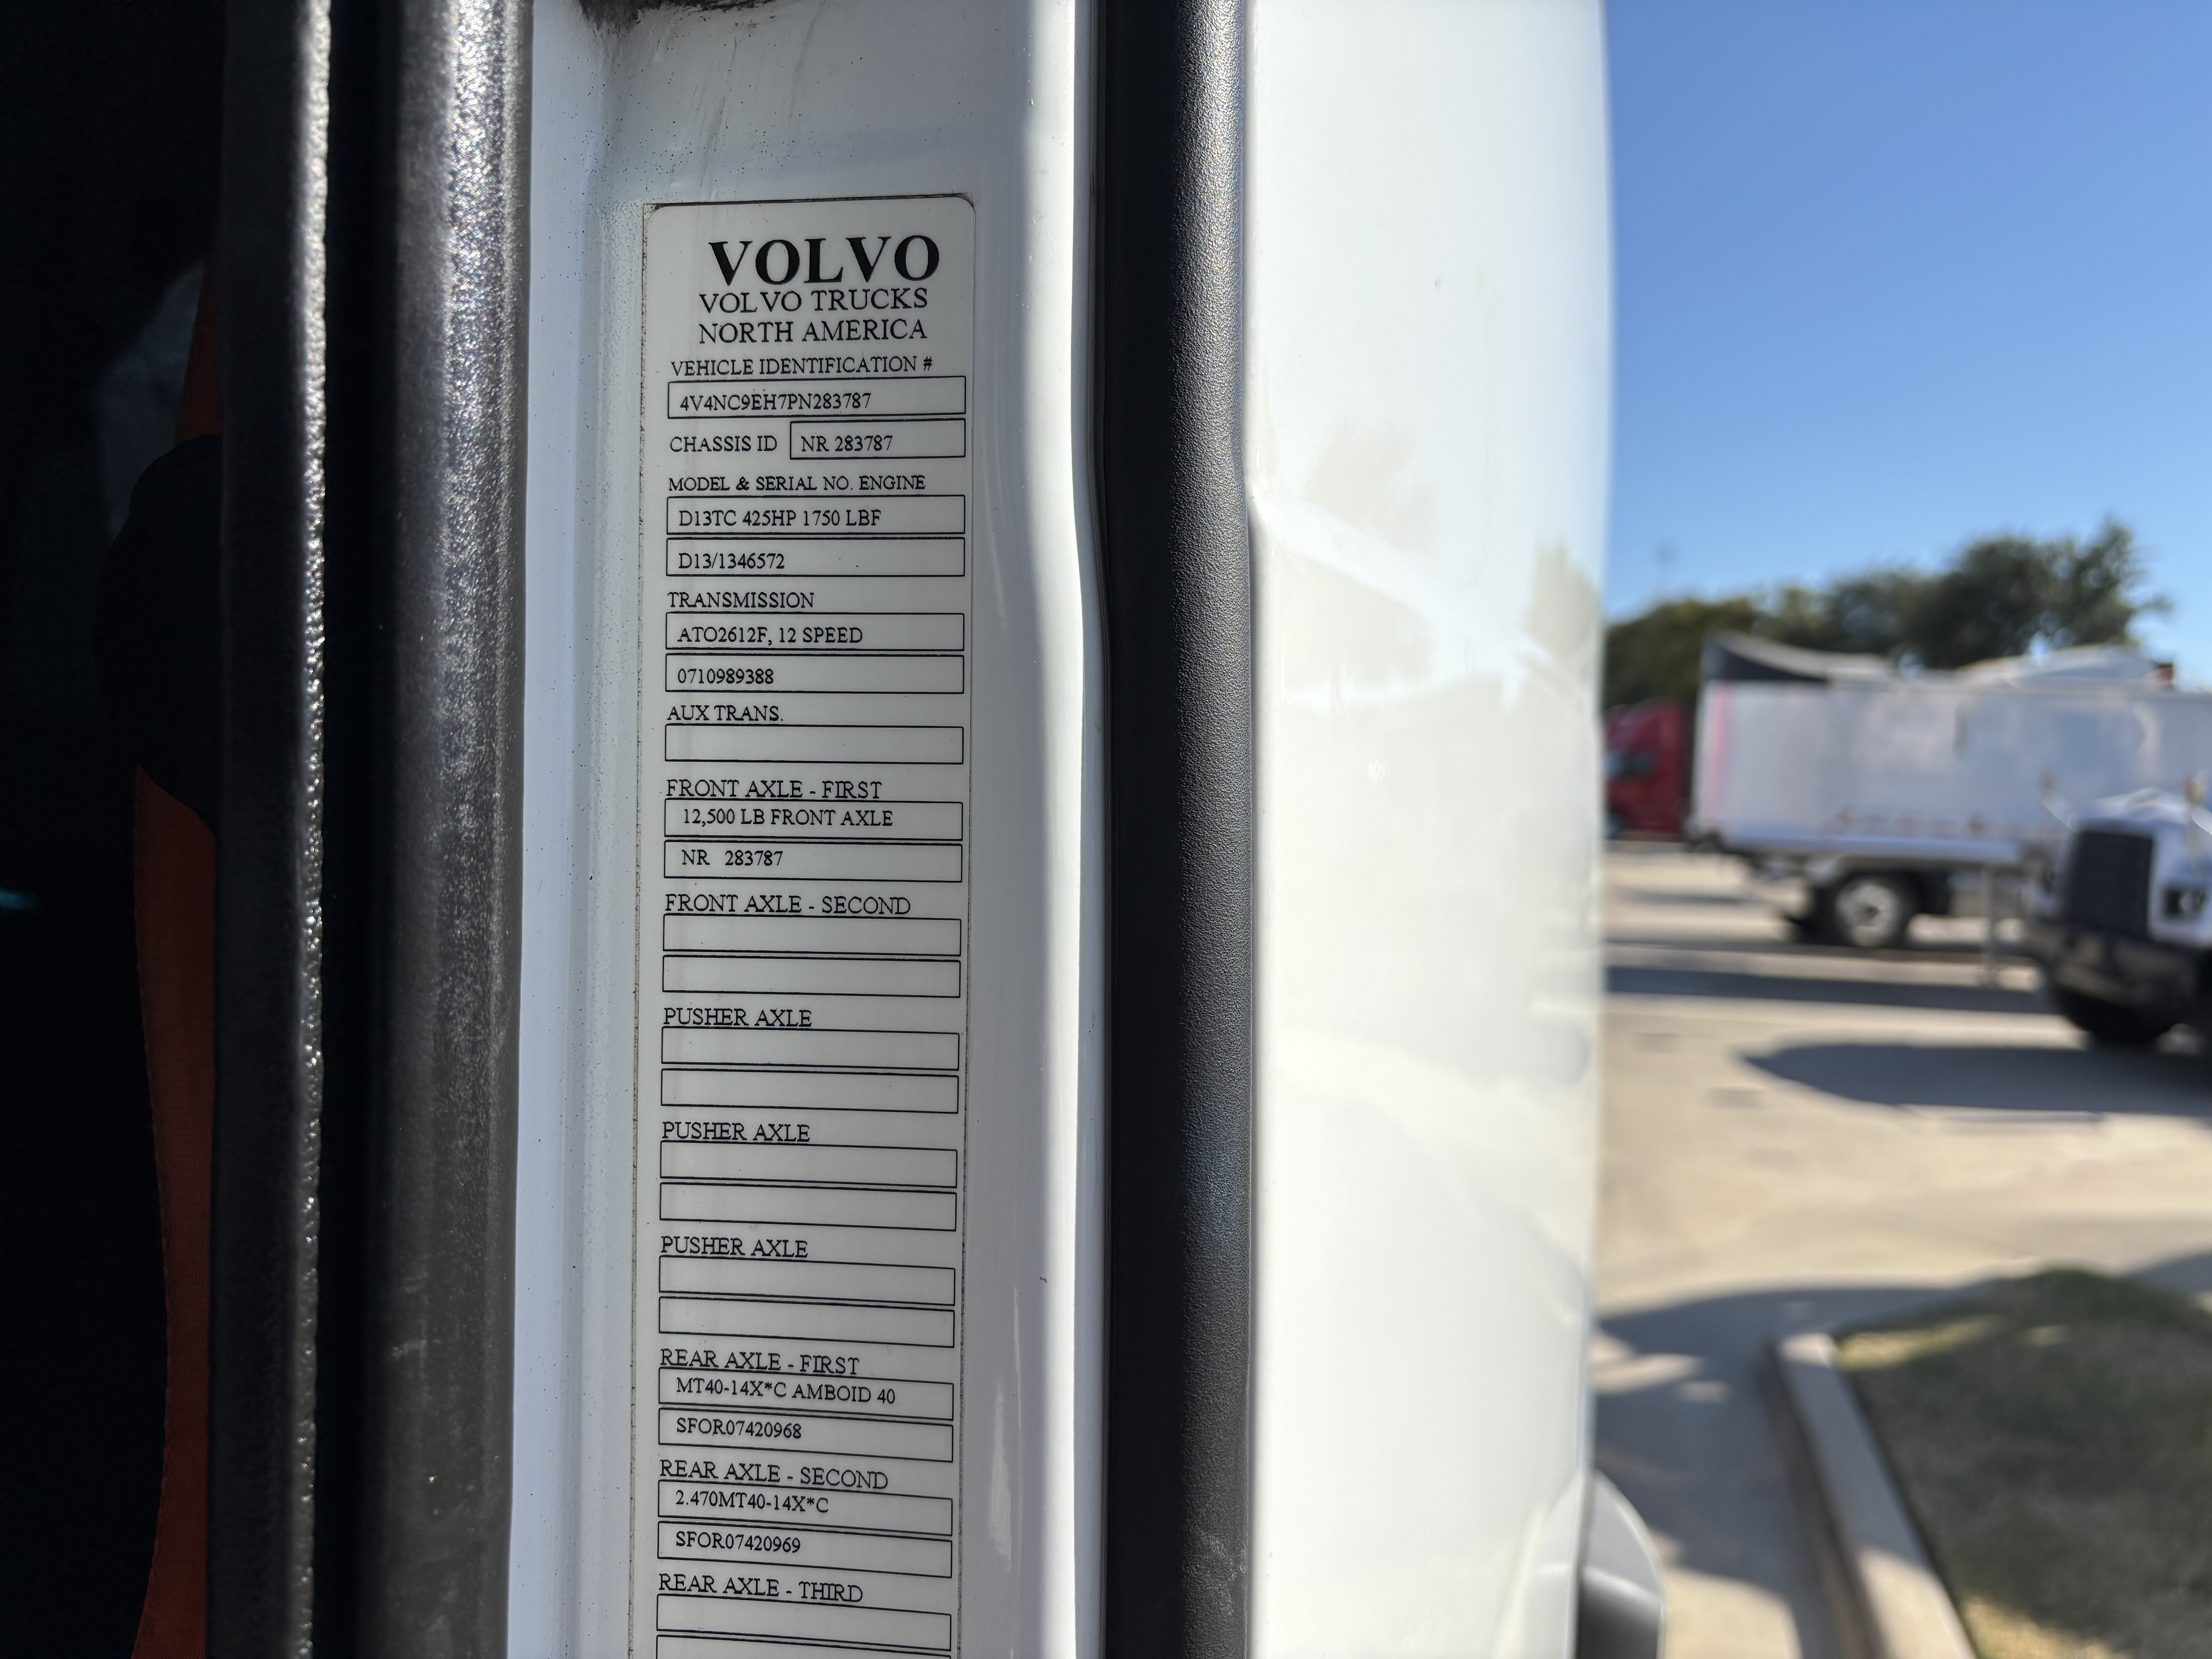 VOLVO
VOLVO TRUCKS
NORTH AMERICA
VEHICLE IDENTIFICATION #
4V4NC9EH7PN283787
CHASSIS ID NR 283787
MODEL & SERIAL NO. ENGINE
D13TC 425HP 1750 LBF
D13/1346572
TRANSMISSION
ATO2612F, 12 SPEED
0710989388
AUX TRANS.
FRONT AXLE - FIRST
12,500 LB FRONT AXLE
NR 283787
FRONT AXLE - SECOND
PUSHER AXLE
PUSHER AXLE
PUSHER AXLE
REAR AXLE - FIRST
MT40-14X*C AMBOID 40
SFOR07420968
REAR AXLE - SECOND
2.470MT40-14X*C
SFOR07420969
REAR AXLE - THIRD